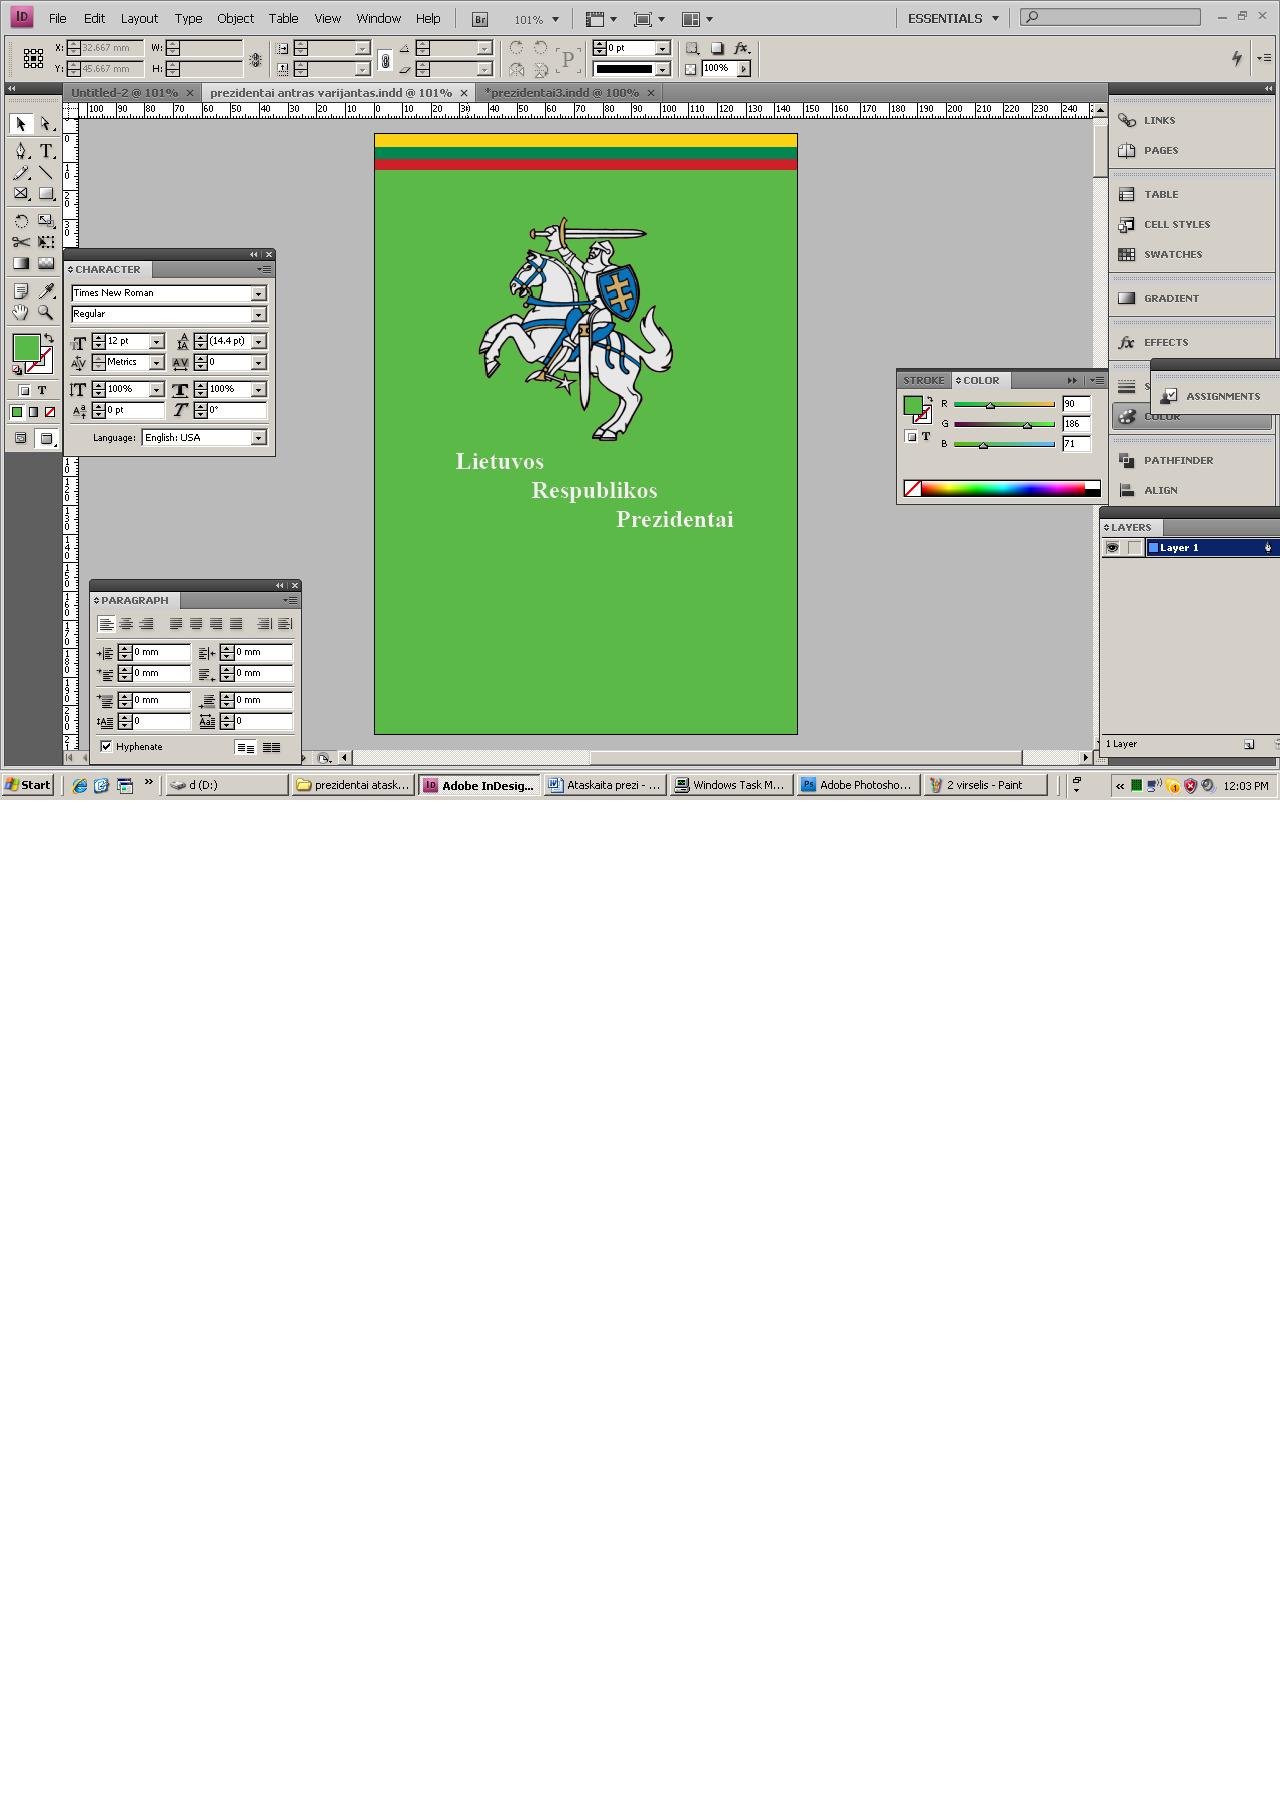 ID File Edit Layout Type Object Table View Window Help Br 101% ESSENTIALS
X: 32.667 mm W: 0 pt
Y: 45.667 mm H: P 100% fx.
Untitled-2 @ 101% × prezidentai antras varijantas.indd @ 101% × *prezidentai3.indd @ 100% ×
100 90 80 70 60 50 40 30 20 10 0 10 20 30 40 50 60 70 80 90 100 110 120 130 140 150 160 170 180 190 200 210 220 230 240
LINKS
PAGES
TABLE
CELL STYLES
SWATCHES
GRADIENT
fx EFFECTS
ASSIGNMENTS
COLOR
PATHFINDER
ALIGN
CHARACTER
Times New Roman
Regular
12 pt (14.4 pt)
Metrics 0
100% 100%
0 pt 0°
Language: English: USA
STROKE COLOR
R 90
G 186
B 71
Lietuvos
Respublikos
Prezidentai
LAYERS
Layer 1
1 Layer
PARAGRAPH
0 mm 0 mm
0 mm 0 mm
0 mm 0 mm
0 0
Hyphenate
Start d (D:) prezidentai atask... Adobe InDesig... Ataskaita prezi - ... Windows Task M... Adobe Photosho... 2 virselis - Paint 12:03 PM